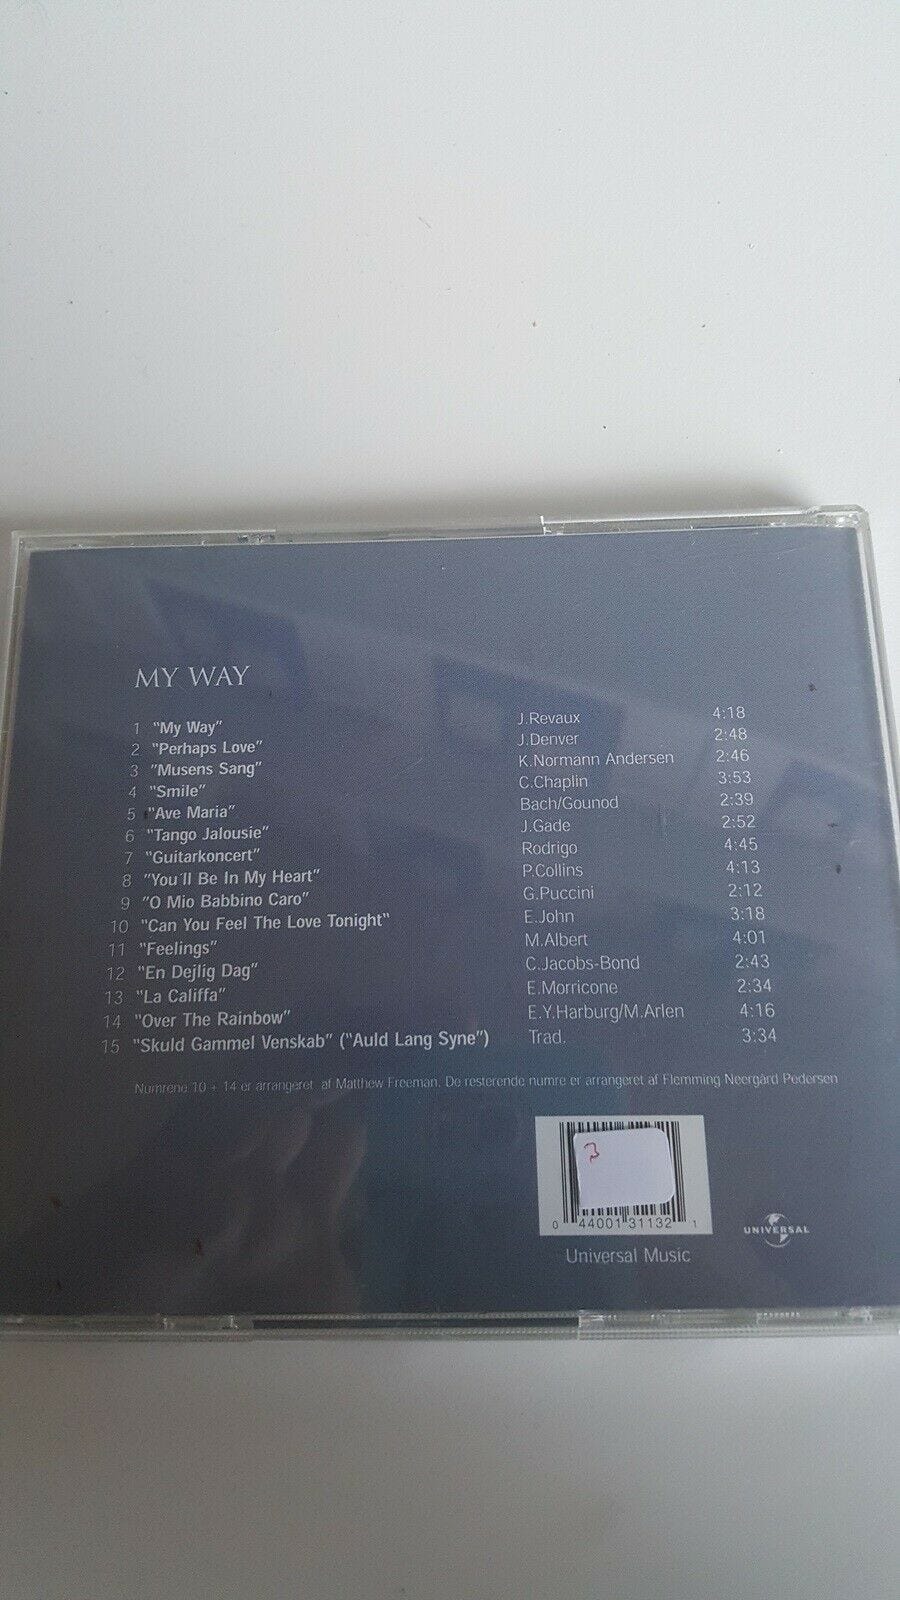 MY WAY
1 "My Way" J.Revaux 4:18
2 "Perhaps Love" J.Denver 2:48
3 "Musens Sang" K.Normann Andersen 2:46
4 "Smile" C.Chaplin 3:53
5 "Ave Maria" Bach/Gounod 2:39
6 "Tango Jalousie" J.Gade 2:52
7 "Guitarkoncert" Rodrigo 4:45
8 "You'll Be In My Heart" P.Collins 4:13
9 "O Mio Babbino Caro" G.Puccini 2:12
10 "Can You Feel The Love Tonight" E.John 3:18
11 "Feelings" M.Albert 4:01
12 "En Dejlig Dag" C.Jacobs-Bond 2:43
13 "La Califfa" E.Morricone 2:34
14 "Over The Rainbow" E.Y.Harburg/M.Arlen 4:16
15 "Skuld Gammel Venskab" ("Auld Lang Syne") Trad. 3:34
Numrene 10 + 14 er arrangeret af Matthew Freeman. De resterende numre er arrangeret af Flemming Neergård Pedersen
3
0 44001 31132 1
Universal Music
UNIVERSAL